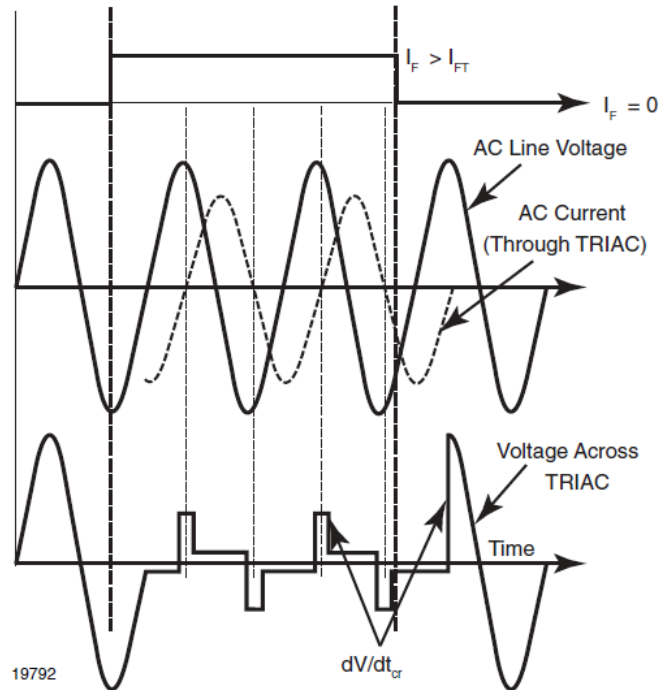 I_F > I_FT
I_F = 0
AC Line Voltage
AC Current
(Through TRIAC)
Voltage Across
TRIAC
Time
dV/dt_cr
19792